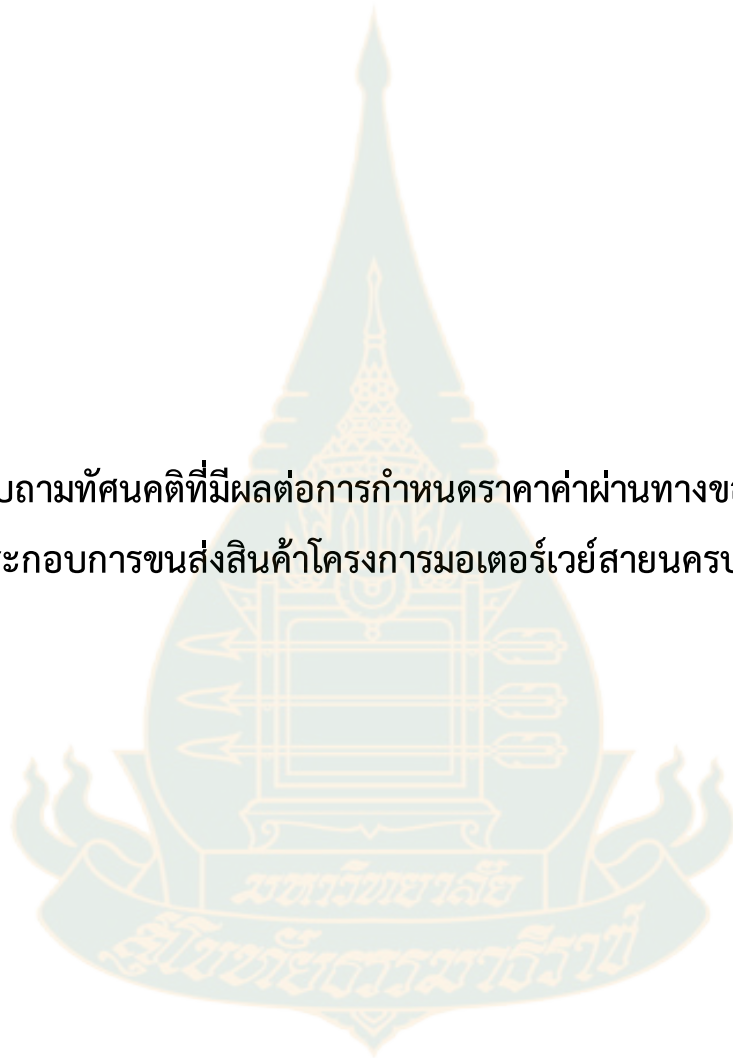 บถามทัศนคติที่มีผลต่อการกำหนดราคาค่าผ่านทางขอ
ระกอบการขนส่งสินค้าโครงการมอเตอร์เวย์สายนครป
มหาวิทยาลัย
สุโขทัยธรรมาธิราช